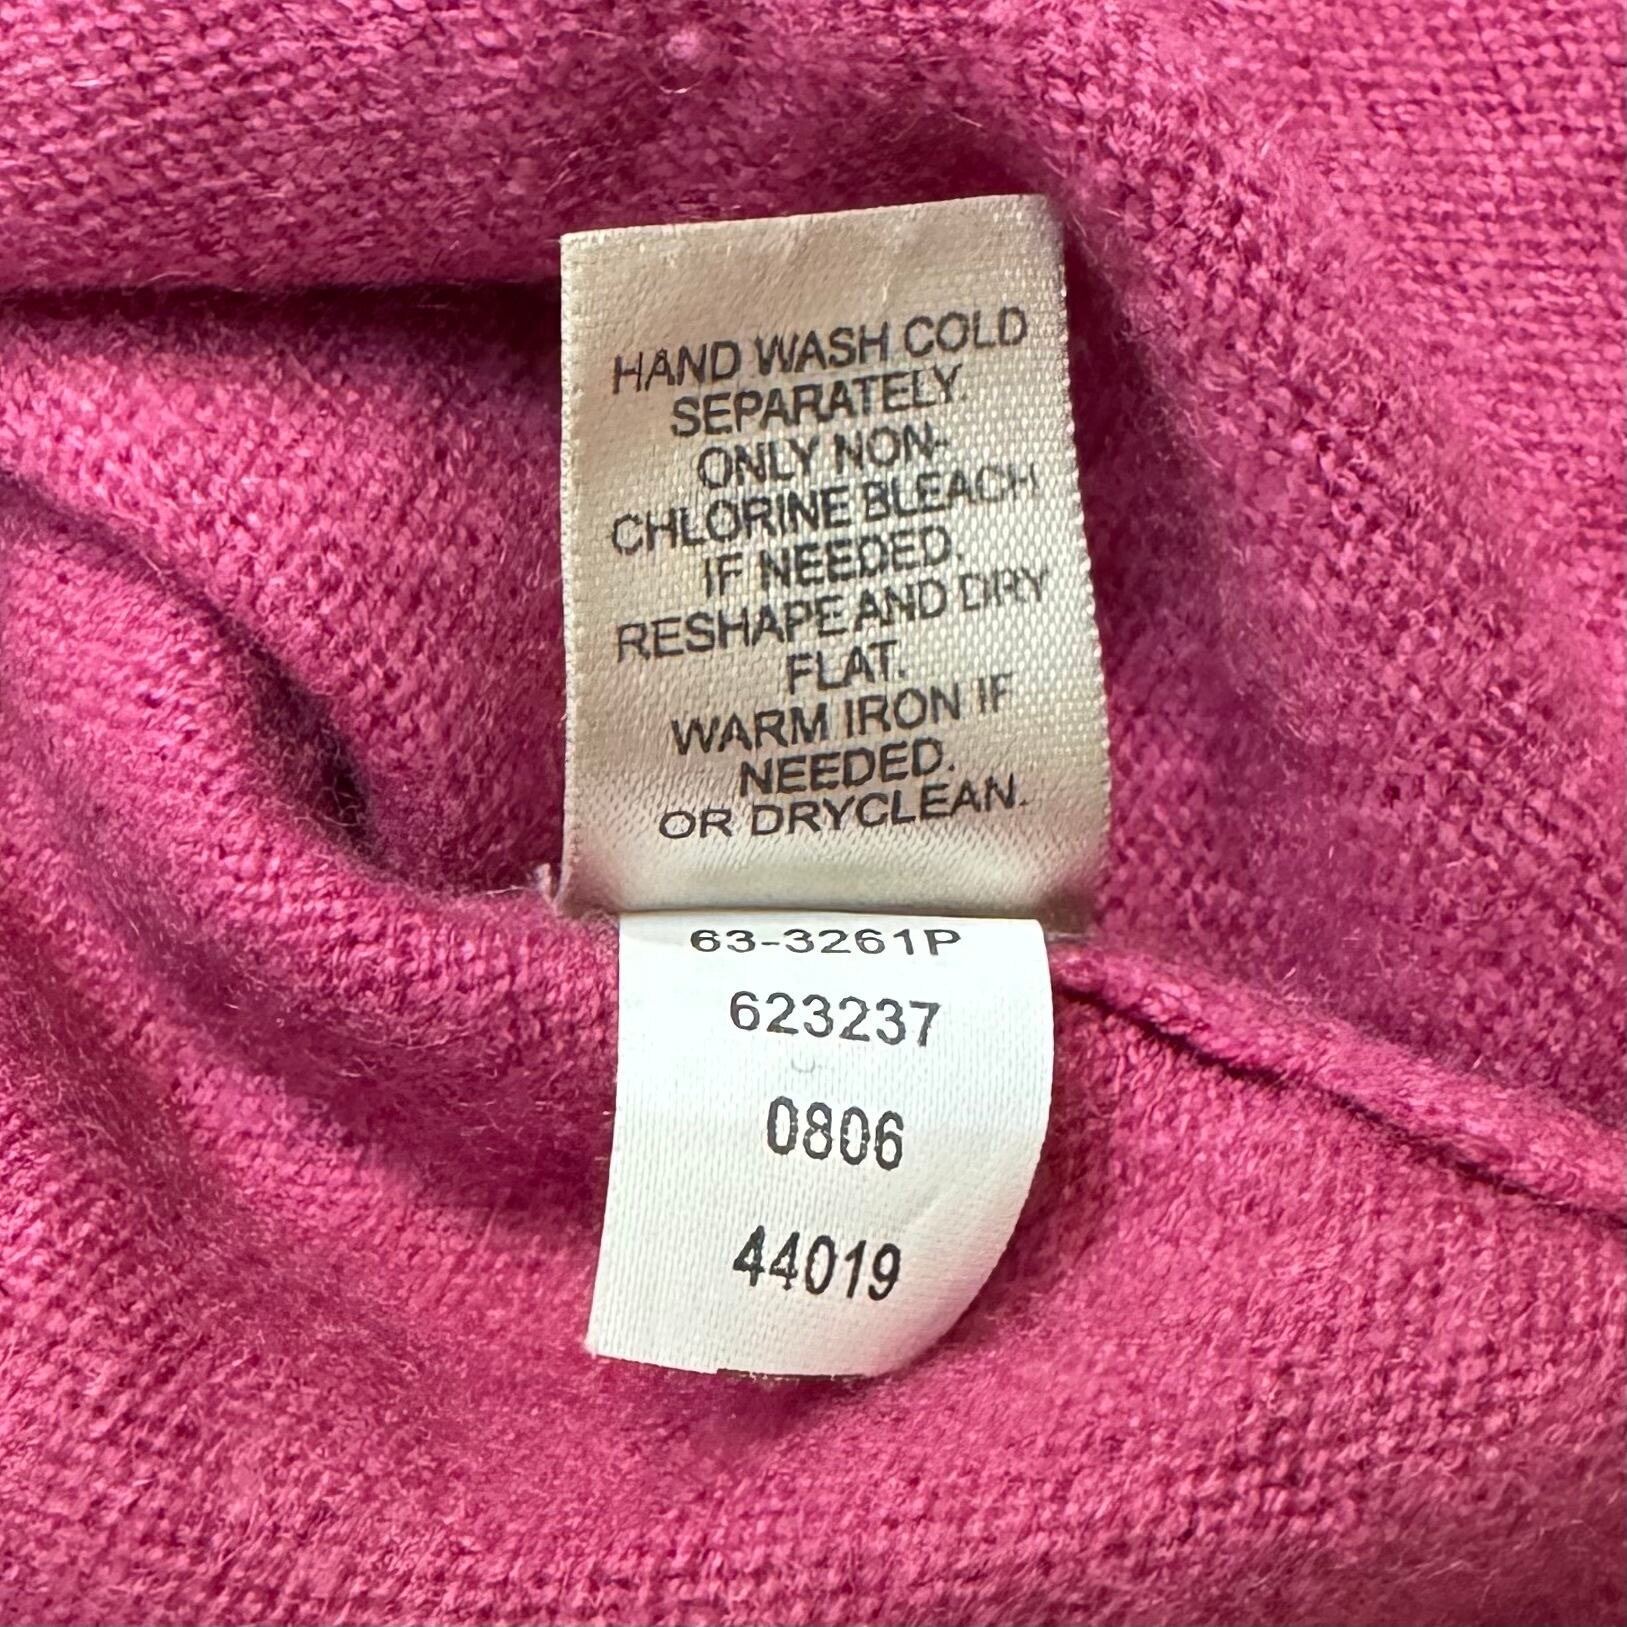 HAND WASH COLD
SEPARATELY.
ONLY NON-
CHLORINE BLEACH
IF NEEDED.
RESHAPE AND DRY
FLAT.
WARM IRON IF
NEEDED.
OR DRYCLEAN.
63-3261P
623237
0806
44019